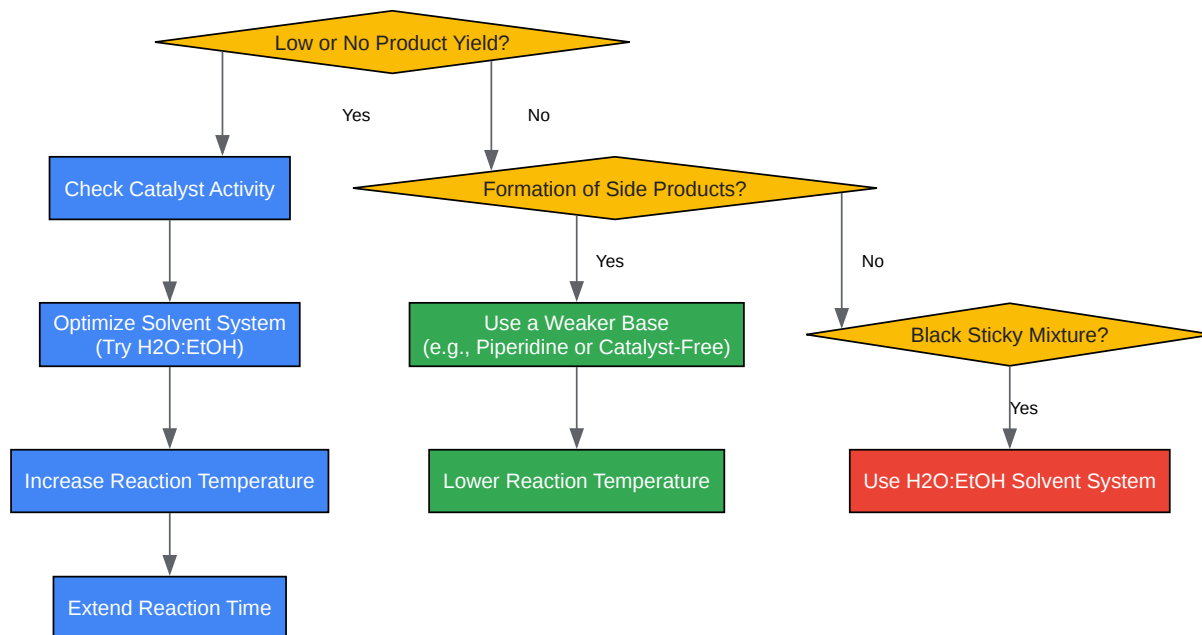 Low or No Product Yield?
Yes
No
Check Catalyst Activity
Formation of Side Products?
Yes
No
Optimize Solvent System
(Try H2O:EtOH)
Use a Weaker Base
(e.g., Piperidine or Catalyst-Free)
Black Sticky Mixture?
Yes
Increase Reaction Temperature
Lower Reaction Temperature
Use H2O:EtOH Solvent System
Extend Reaction Time